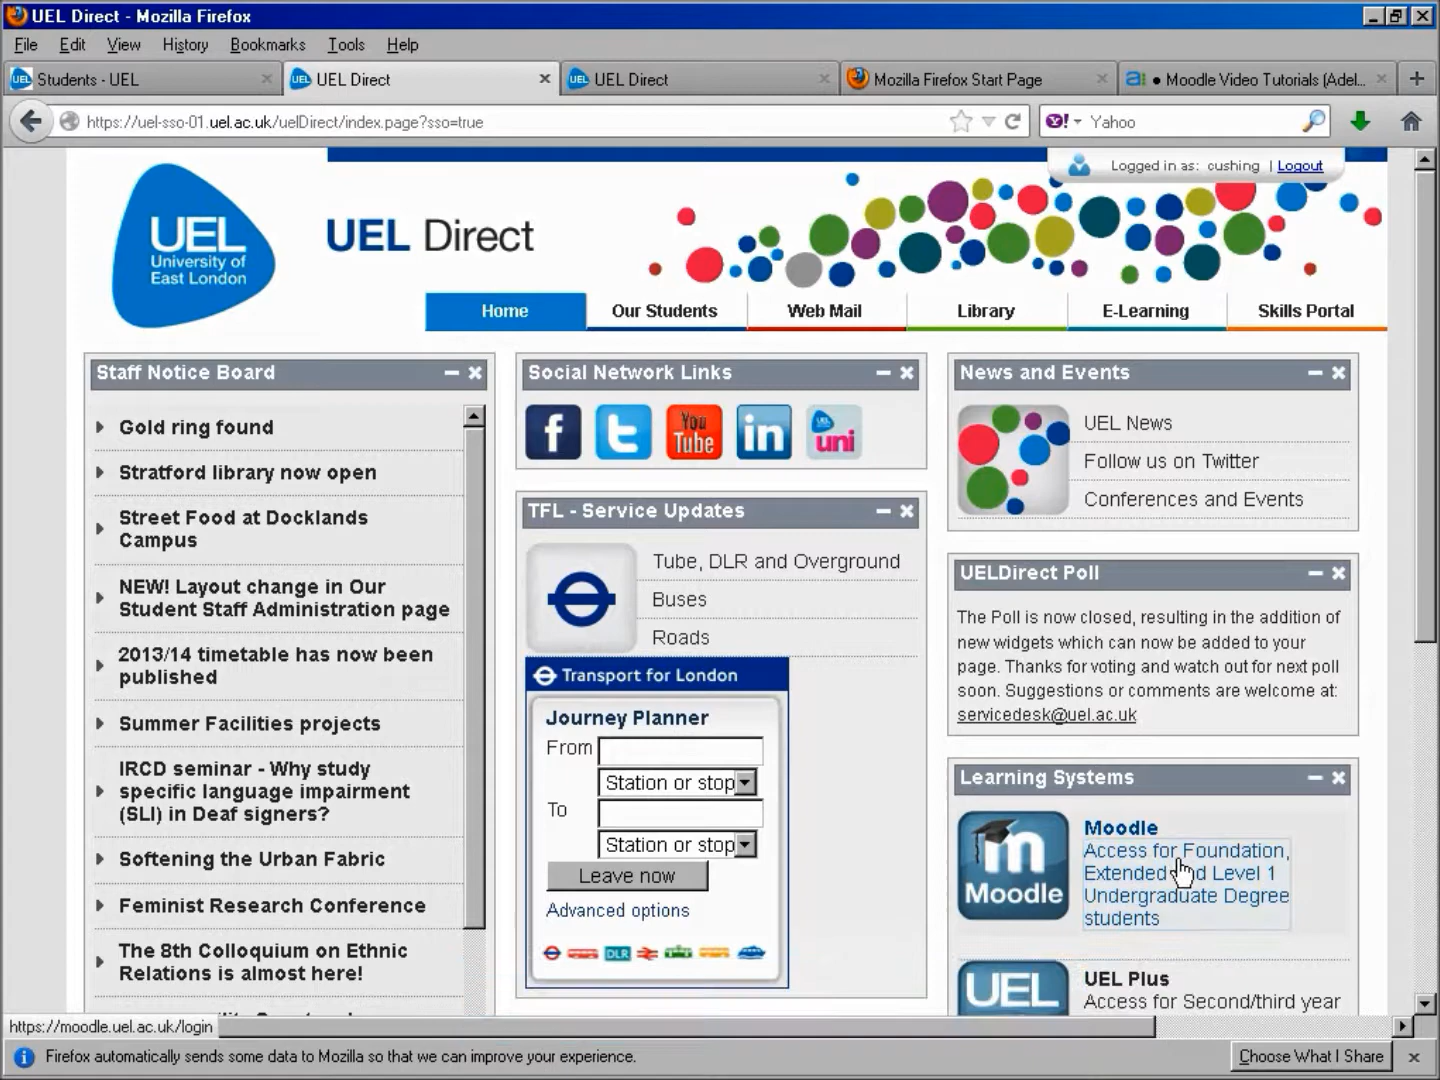 UEL Direct - Mozilla Firefox
File Edit View History Bookmarks Tools Help
UEL Students - UEL
UEL UEL Direct
UEL UEL Direct
Mozilla Firefox Start Page
a! • Moodle Video Tutorials (Adel...
https://uel-sso-01.uel.ac.uk/uelDirect/index.page?sso=true
Y! Yahoo
Logged in as: cushing | Logout
UEL
University of
East London
UEL Direct
Home
Our Students
Web Mail
Library
E-Learning
Skills Portal
Staff Notice Board
Gold ring found
Stratford library now open
Street Food at Docklands
Campus
NEW! Layout change in Our
Student Staff Administration page
2013/14 timetable has now been
published
Summer Facilities projects
IRCD seminar - Why study
specific language impairment
(SLI) in Deaf signers?
Softening the Urban Fabric
Feminist Research Conference
The 8th Colloquium on Ethnic
Relations is almost here!
Social Network Links
f
t
You
Tube
in
uni
TFL - Service Updates
Tube, DLR and Overground
Buses
Roads
Transport for London
Journey Planner
From
Station or stop
To
Station or stop
Leave now
Advanced options
DLR
News and Events
UEL News
Follow us on Twitter
Conferences and Events
UELDirect Poll
The Poll is now closed, resulting in the addition of
new widgets which can now be added to your
page. Thanks for voting and watch out for next poll
soon. Suggestions or comments are welcome at:
servicedesk@uel.ac.uk
Learning Systems
m
Moodle
Moodle
Access for Foundation,
Extended and Level 1
Undergraduate Degree
students
UEL
UEL Plus
Access for Second/third year
https://moodle.uel.ac.uk/login
Firefox automatically sends some data to Mozilla so that we can improve your experience.
Choose What I Share